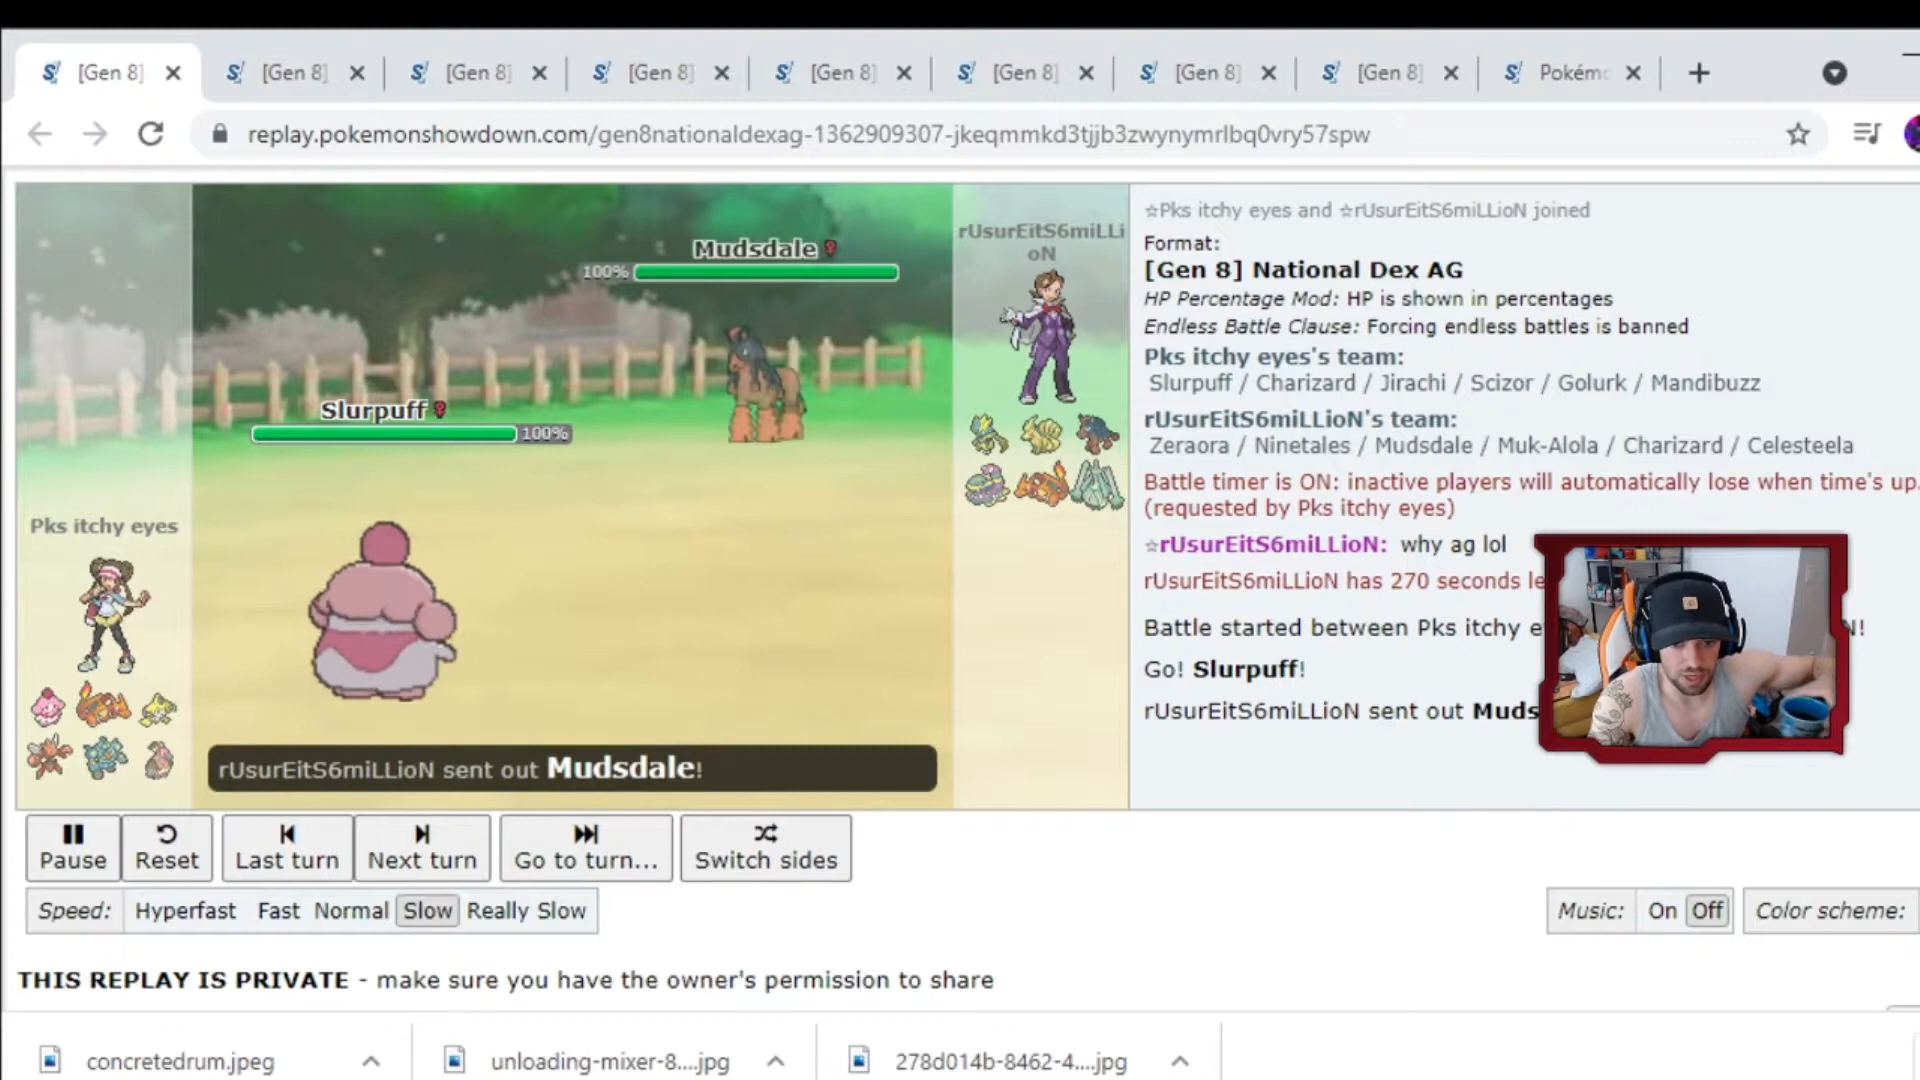 [Gen 8] [Gen 8] [Gen 8] [Gen 8] [Gen 8] [Gen 8] [Gen 8] [Gen 8]
replay.pokemonshowdown.com/gen8nationaldexag-1362909307-jkeqmmkd3tjjb3zwynymrlbq0vry57spw
Mudsdale
100%
Slurpuff
100%
Pks itchy eyes
rUsurEitS6miLLi
oN
rUsurEitS6miLLioN sent out Mudsdale!
☆Pks itchy eyes and ☆rUsurEitS6miLLioN joined
Format:
[Gen 8] National Dex AG
HP Percentage Mod: HP is shown in percentages
Endless Battle Clause: Forcing endless battles is banned
Pks itchy eyes's team:
Slurpuff / Charizard / Jirachi / Scizor / Golurk / Mandibuzz
rUsurEitS6miLLioN's team:
Zeraora / Ninetales / Mudsdale / Muk-Alola / Charizard / Celesteela
Battle timer is ON: inactive players will automatically lose when time's up.
(requested by Pks itchy eyes)
☆rUsurEitS6miLLioN: why ag lol
rUsurEitS6miLLioN has 270 seconds le
Battle started between Pks itchy e N!
Go! Slurpuff!
rUsurEitS6miLLioN sent out Muds
Pause Reset Last turn Next turn Go to turn... Switch sides
Speed: Hyperfast Fast Normal Slow Really Slow
Music: On Off Color scheme:
THIS REPLAY IS PRIVATE - make sure you have the owner's permission to share
concretedrum.jpeg unloading-mixer-8....jpg 278d014b-8462-4....jpg